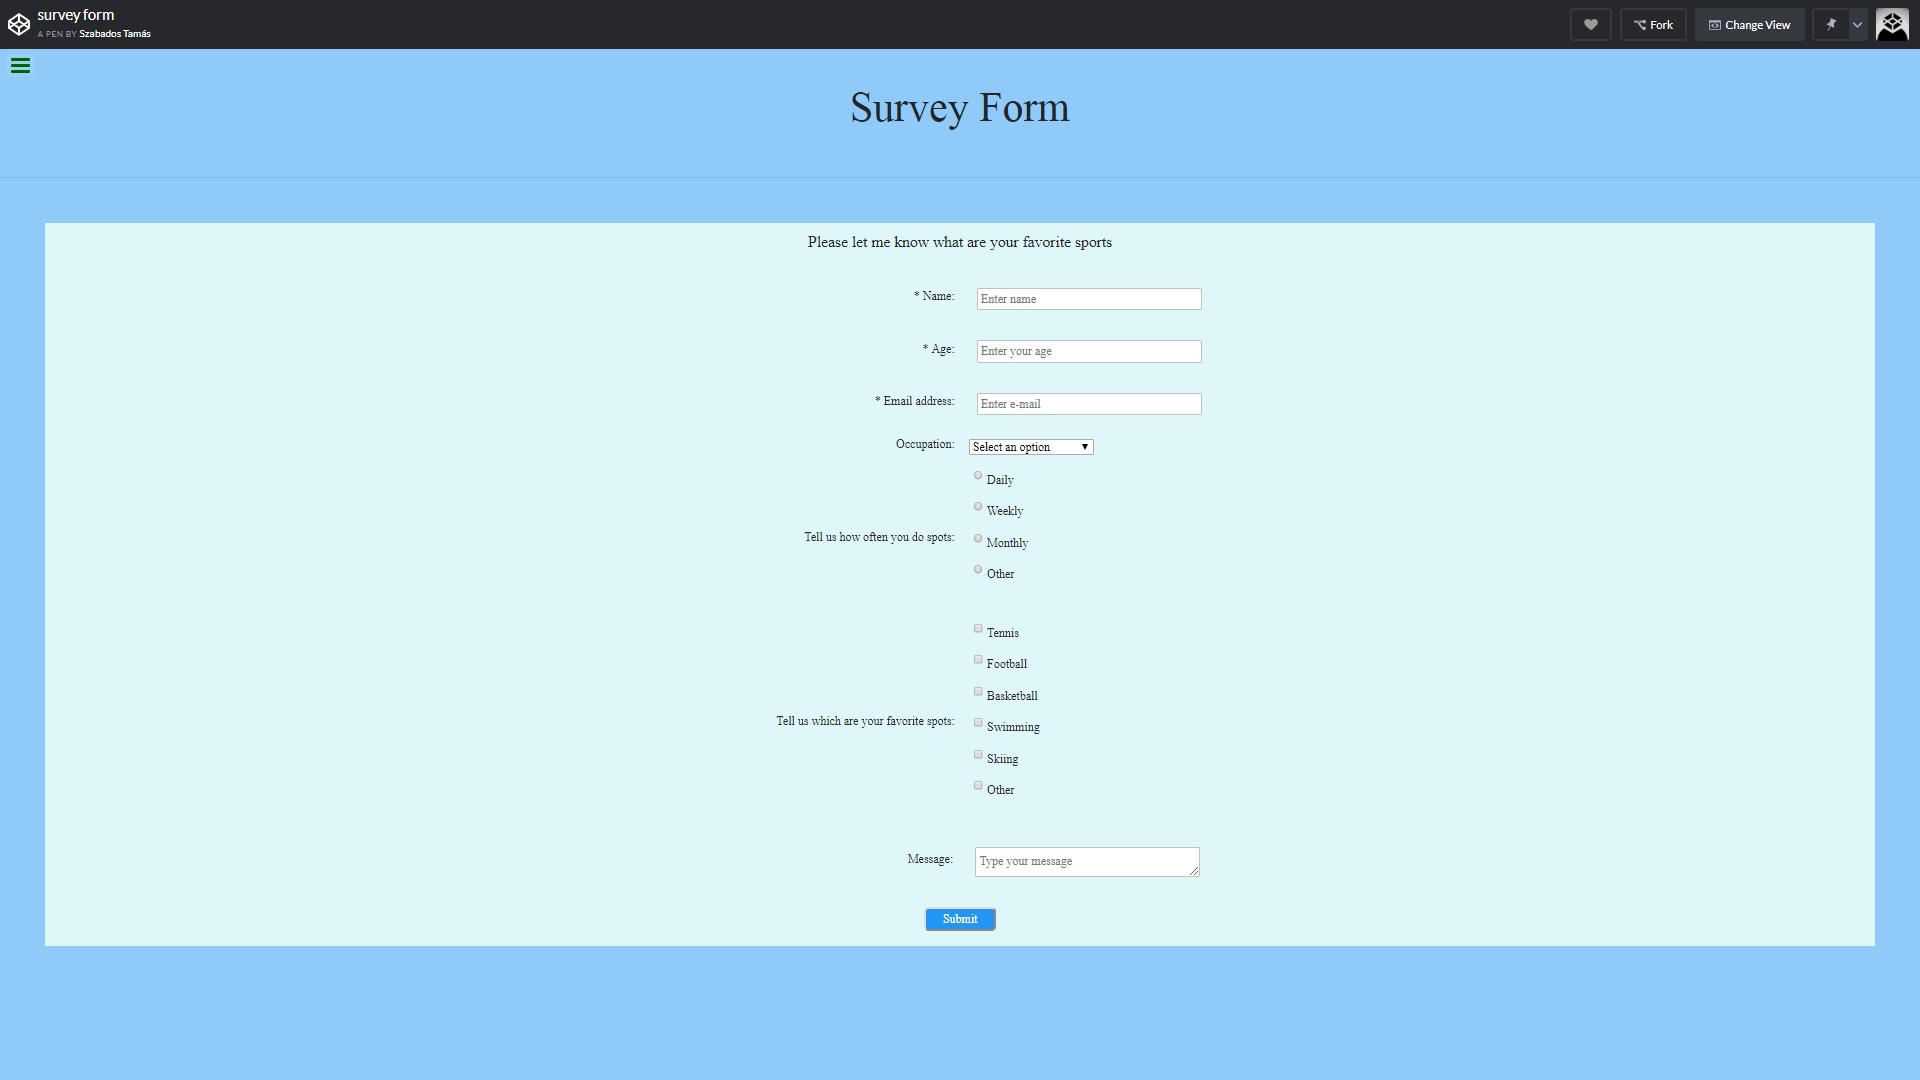 survey form
A PEN BY Szabados Tamás
Fork
Change View
Survey Form
Please let me know what are your favorite sports
* Name: Enter name
* Age: Enter your age
* Email address: Enter e-mail
Occupation: Select an option
Daily
Weekly
Tell us how often you do spots: Monthly
Other
Tennis
Football
Basketball
Tell us which are your favorite spots: Swimming
Skiing
Other
Message: Type your message
Submit